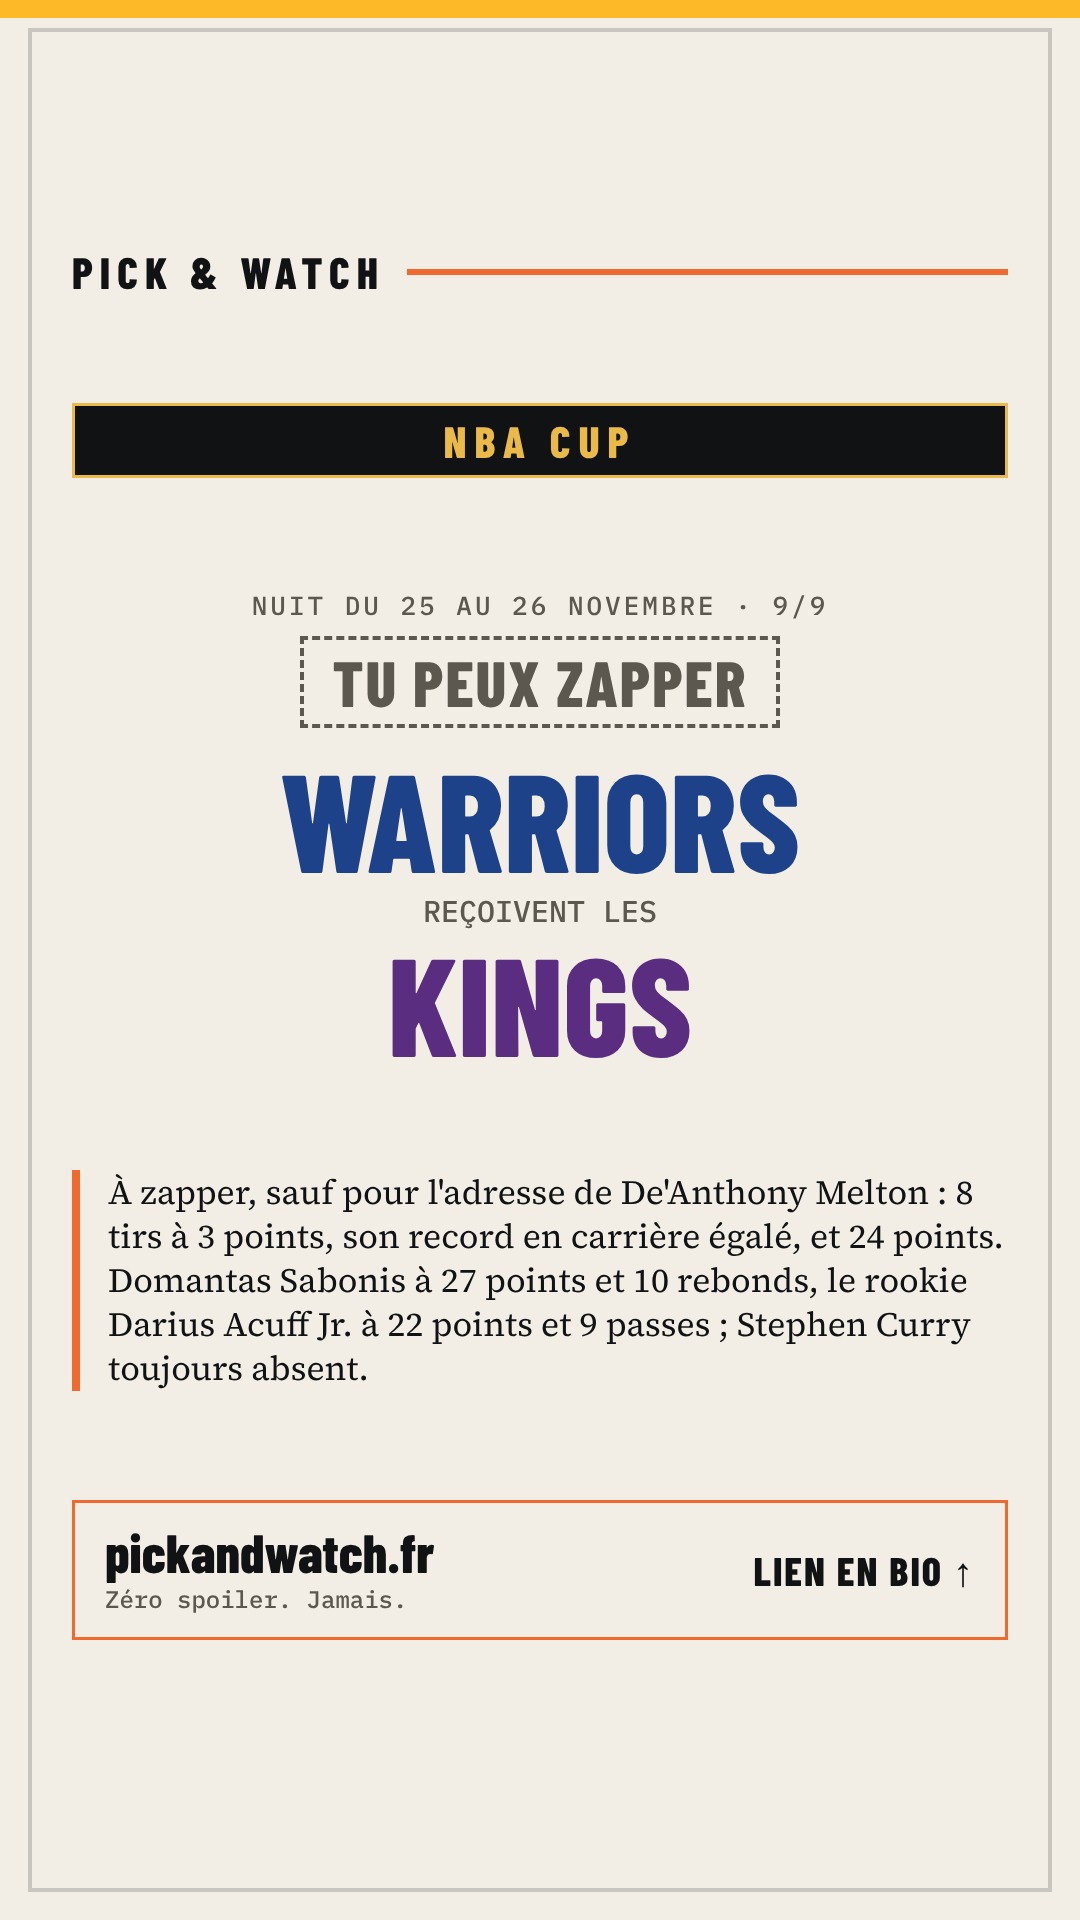 PICK & WATCH
NBA CUP
NUIT DU 25 AU 26 NOVEMBRE · 9/9
TU PEUX ZAPPER
WARRIORS
REÇOIVENT LES
KINGS
À zapper, sauf pour l'adresse de De'Anthony Melton : 8
tirs à 3 points, son record en carrière égalé, et 24 points.
Domantas Sabonis à 27 points et 10 rebonds, le rookie
Darius Acuff Jr. à 22 points et 9 passes ; Stephen Curry
toujours absent.
pickandwatch.fr
Zéro spoiler. Jamais.
LIEN EN BIO ↑